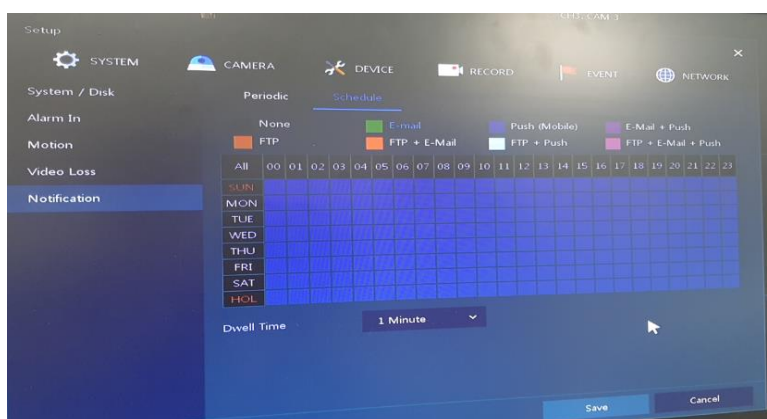 CH3: CAM 3
Setup
SYSTEM CAMERA DEVICE RECORD EVENT NETWORK
System / Disk
Alarm In
Motion
Video Loss
Notification
Periodic Schedule
None E-mail Push (Mobile) E-Mail + Push
FTP FTP + E-Mail FTP + Push FTP + E-Mail + Push
All 00 01 02 03 04 05 06 07 08 09 10 11 12 13 14 15 16 17 18 19 20 21 22 23
SUN
MON
TUE
WED
THU
FRI
SAT
HOL
Dwell Time 1 Minute
Save Cancel